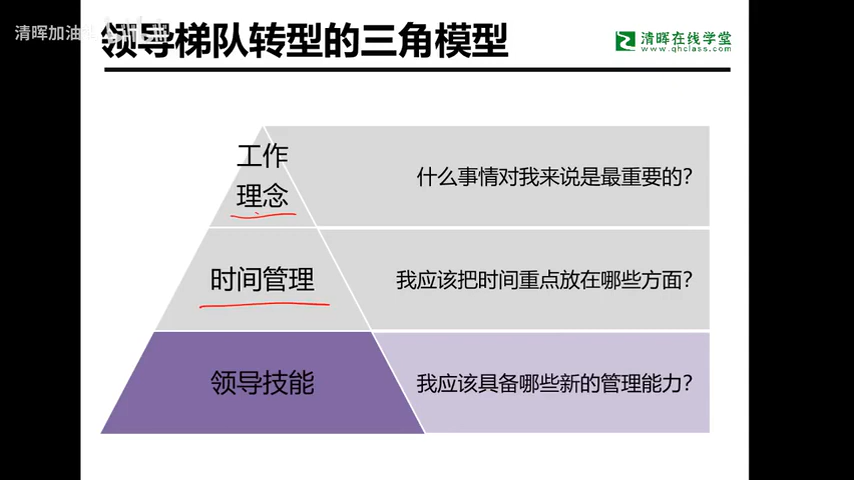 清晖加油
领导梯队转型的三角模型
清晖在线学堂
www.qhclass.com
工作
理念
什么事情对我来说是最重要的?
时间管理
我应该把时间重点放在哪些方面?
领导技能
我应该具备哪些新的管理能力?